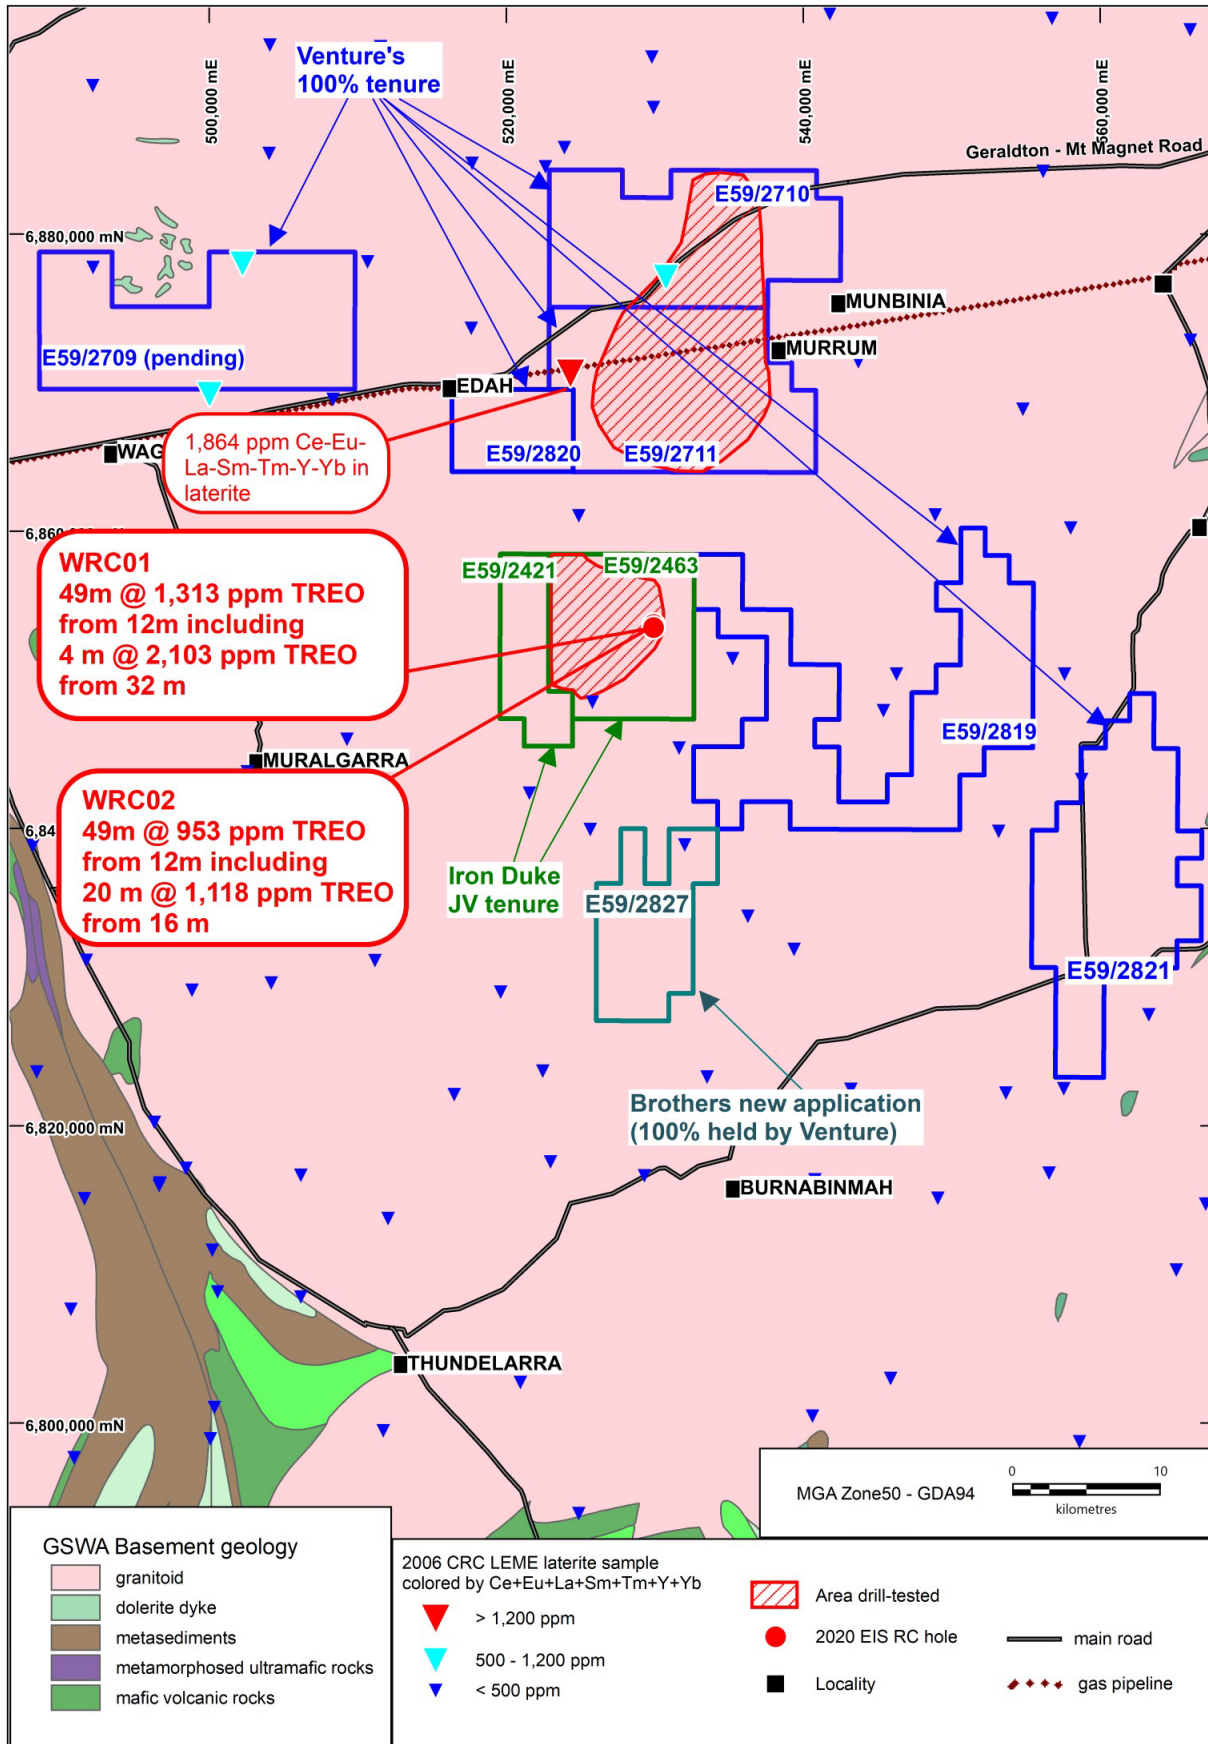 Venture's
100% tenure
500,000 mE
520,000 mE
540,000 mE
560,000 mE
Geraldton - Mt Magnet Road
E59/2710
6,880,000 mN
MUNBINIA
E59/2709 (pending)
MURRUM
EDAH
WAG
1,864 ppm Ce-Eu-
La-Sm-Tm-Y-Yb in
laterite
E59/2820
E59/2711
6,860,000 mN
WRC01
49m @ 1,313 ppm TREO
from 12m including
4 m @ 2,103 ppm TREO
from 32 m
E59/2421
E59/2463
E59/2819
MURALGARRA
WRC02
49m @ 953 ppm TREO
from 12m including
20 m @ 1,118 ppm TREO
from 16 m
6,84
Iron Duke
JV tenure
E59/2827
E59/2821
Brothers new application
(100% held by Venture)
6,820,000 mN
BURNABINMAH
THUNDELARRA
6,800,000 mN
MGA Zone50 - GDA94
0 10
kilometres
GSWA Basement geology
granitoid
dolerite dyke
metasediments
metamorphosed ultramafic rocks
mafic volcanic rocks
2006 CRC LEME laterite sample
colored by Ce+Eu+La+Sm+Tm+Y+Yb
> 1,200 ppm
500 - 1,200 ppm
< 500 ppm
Area drill-tested
2020 EIS RC hole
Locality
main road
gas pipeline